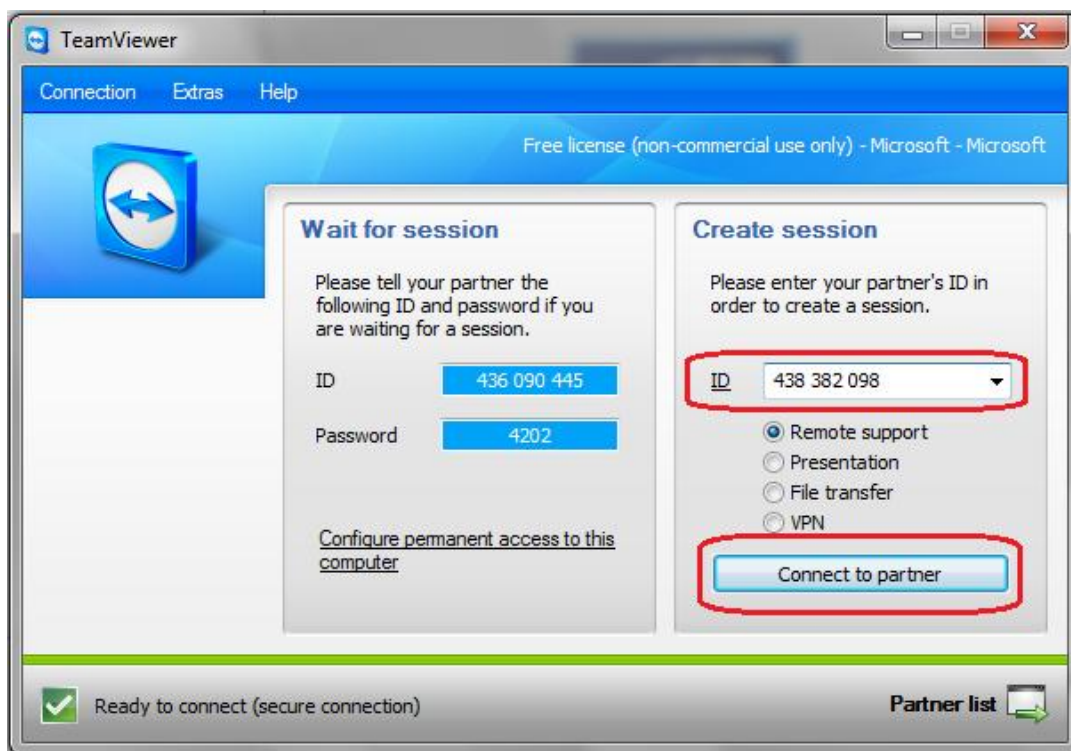 TeamViewer
Connection Extras Help
Free license (non-commercial use only) - Microsoft - Microsoft
Wait for session
Please tell your partner the
following ID and password if you
are waiting for a session.
ID 436 090 445
Password 4202
Configure permanent access to this
computer
Create session
Please enter your partner's ID in
order to create a session.
ID 438 382 098
Remote support
Presentation
File transfer
VPN
Connect to partner
Ready to connect (secure connection)
Partner list